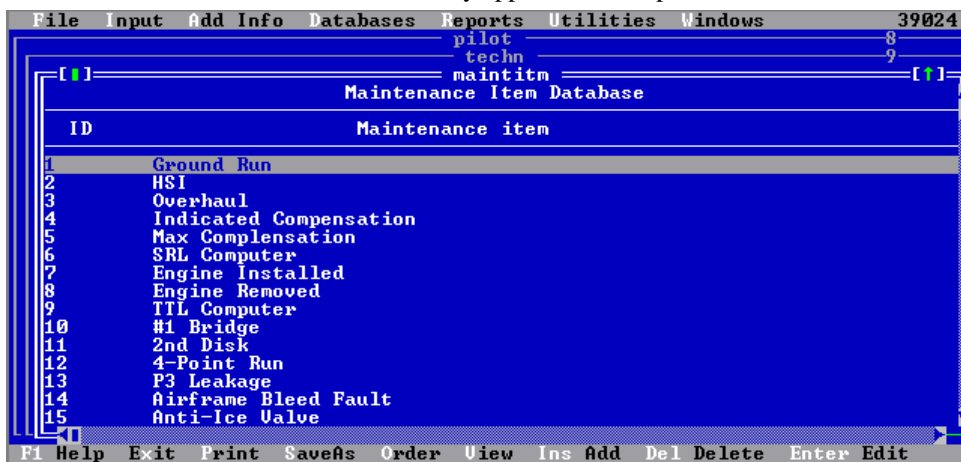 File Input Add Info Databases Reports Utilities Windows 39024
pilot 8
techn 9
[▮] maintitm [↑]
Maintenance Item Database
ID Maintenance item
1 Ground Run
2 HSI
3 Overhaul
4 Indicated Compensation
5 Max Complensation
6 SRL Computer
7 Engine Installed
8 Engine Removed
9 TTL Computer
10 #1 Bridge
11 2nd Disk
12 4-Point Run
13 P3 Leakage
14 Airframe Bleed Fault
15 Anti-Ice Valve
F1 Help Exit Print SaveAs Order View Ins Add Del Delete Enter Edit